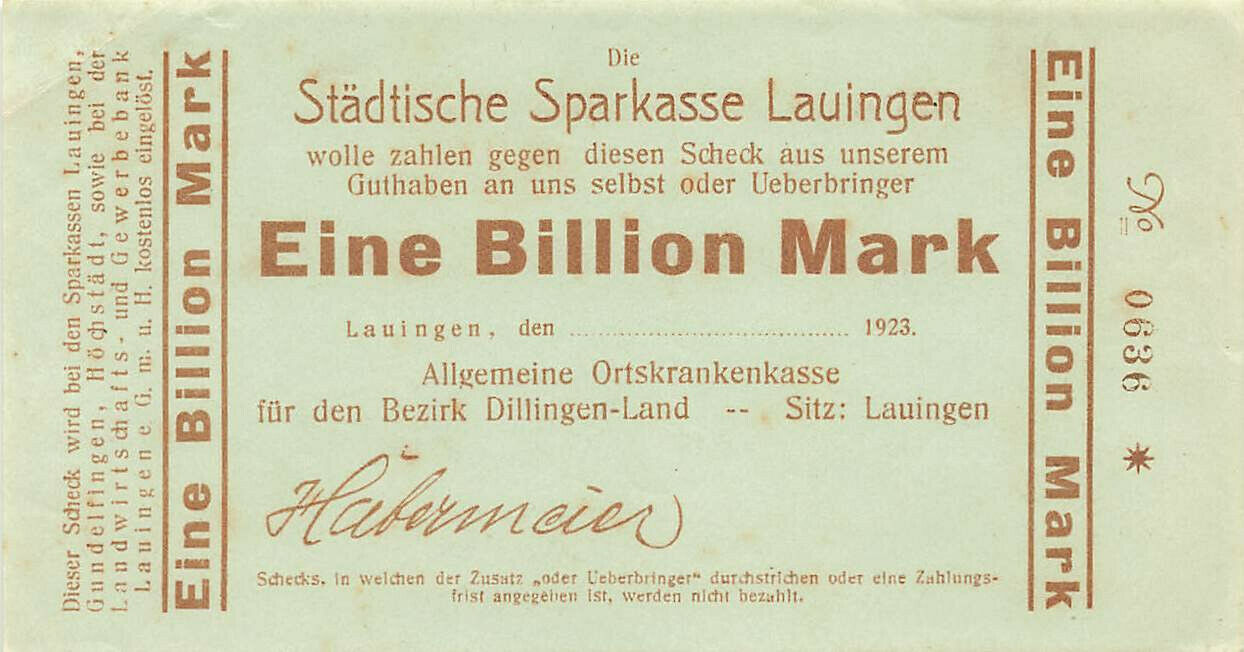 Dieser Scheck wird bei den Sparkassen Lauingen,
Gundelfingen, Höchstädt, sowie bei der
Landwirtschafts- und Gewerbebank
Lauingen e. G. m. u. H. kostenlos eingelöst.
Eine Billion Mark
Die
Städtische Sparkasse Lauingen
wolle zahlen gegen diesen Scheck aus unserem
Guthaben an uns selbst oder Ueberbringer
Eine Billion Mark
Lauingen, den ........................................ 1923.
Allgemeine Ortskrankenkasse
für den Bezirk Dillingen-Land -- Sitz: Lauingen
Habermaier
Schecks, in welchen der Zusatz „oder Ueberbringer“ durchstrichen oder eine Zahlungs-
frist angegeben ist, werden nicht bezahlt.
Eine Billion Mark
№ 0636 *